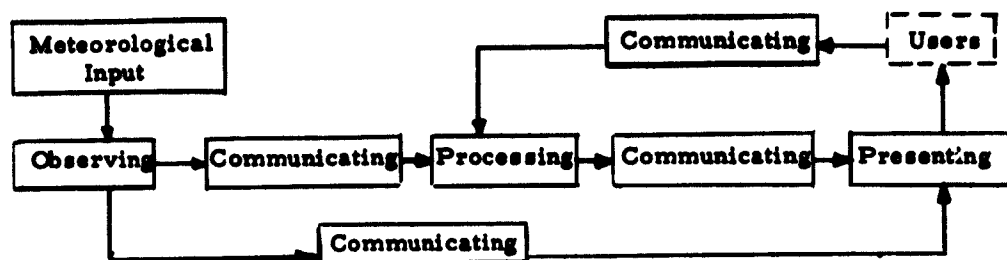 Meteorological
Input
Communicating
Users
Observing
Communicating
Processing
Communicating
Presenting
Communicating